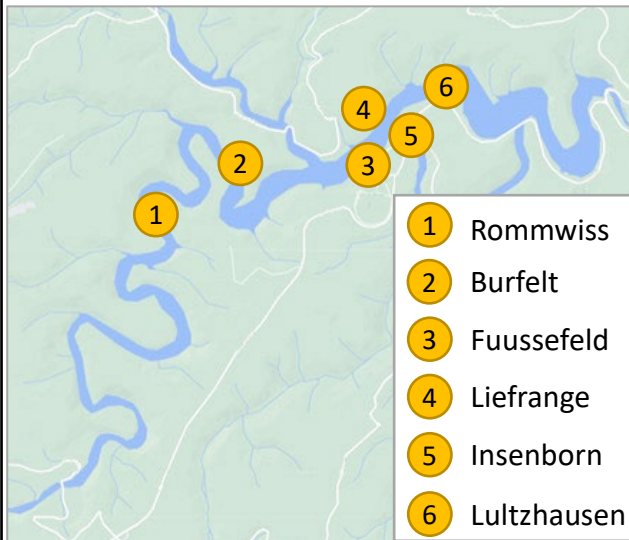 6
4
5
2
3
1
1 Rommwiss
2 Burfelt
3 Fuussefeld
4 Liefrange
5 Insenborn
6 Lultzhausen